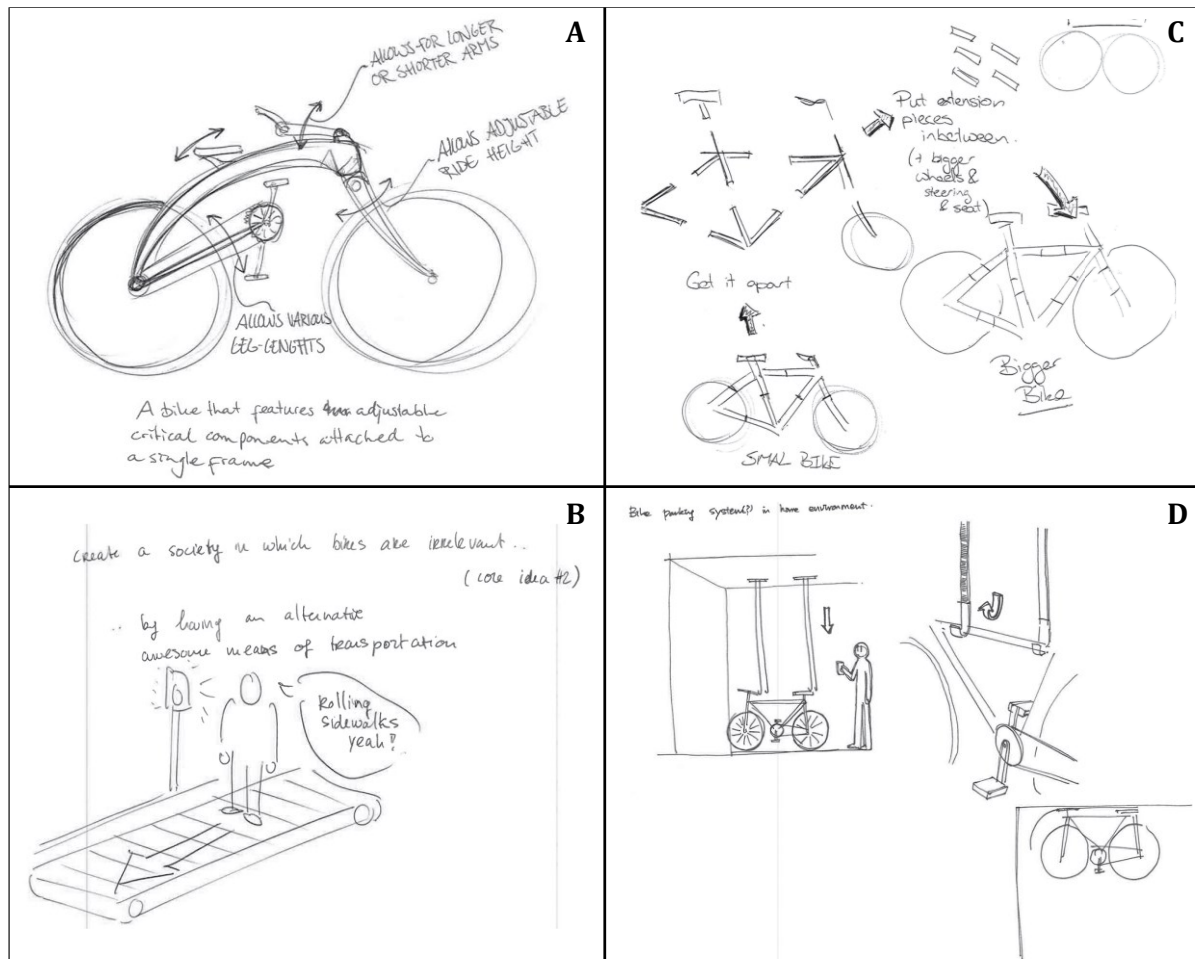 A
ALLOWS FOR LONGER
OR SHORTER ARMS
ALLOWS ADJUSTABLE
RIDE HEIGHT
ALLOWS VARIOUS
LEG-LENGHTS
A bike that features adjustable
critical components attached to
a single frame
C
Put extension
pieces
inbetween.
(+ bigger
wheels &
steering
& seat)
Get it apart
Bigger
Bike
SMAL BIKE
B
create a society in which bikes are irrelevant..
(core idea #2)
.. by having an alternative
awesome means of transportation
Rolling
sidewalks
yeah!
D
Bike parking system(?) in home environment.